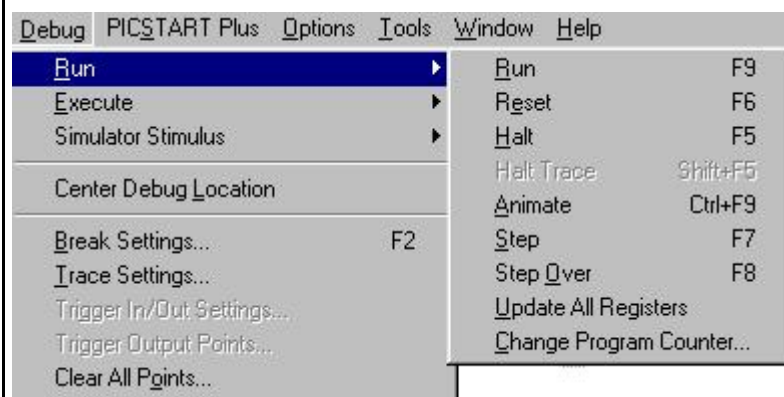 Debug PICSTART Plus Options Tools Window Help
Run
Execute
Simulator Stimulus
Center Debug Location
Break Settings... F2
Trace Settings...
Trigger In/Out Settings...
Trigger Output Points...
Clear All Points...
Run F9
Reset F6
Halt F5
Halt Trace Shift+F5
Animate Ctrl+F9
Step F7
Step Over F8
Update All Registers
Change Program Counter...